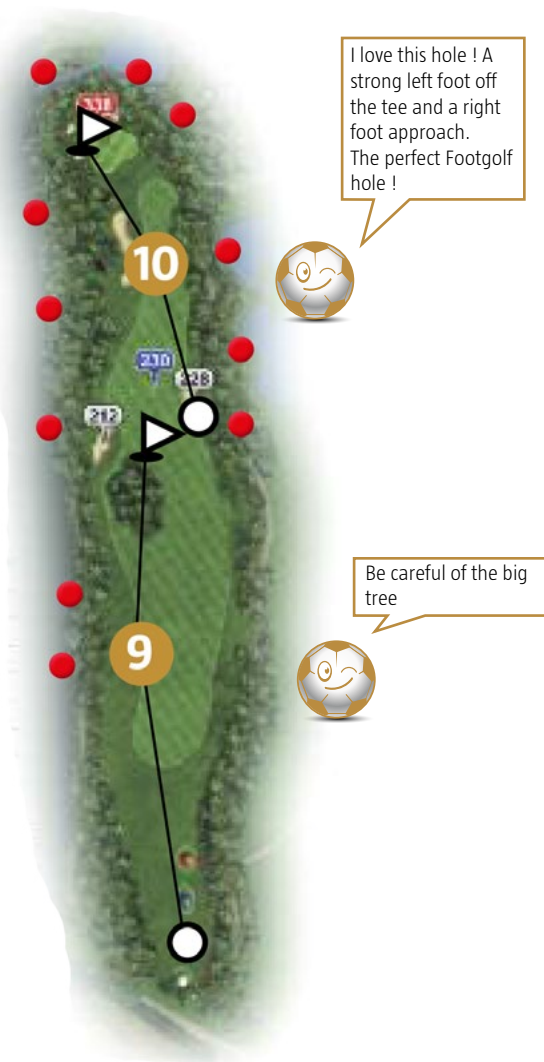 I love this hole ! A
strong left foot off
the tee and a right
foot approach.
The perfect Footgolf
hole !
338
10
230
228
212
Be careful of the big
tree
9